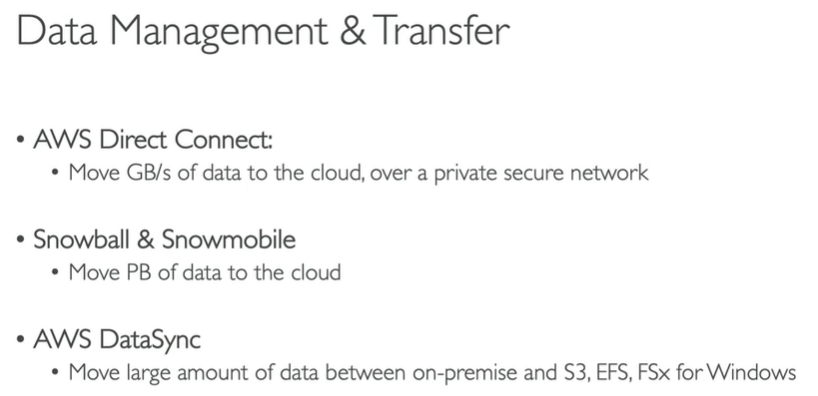 Data Management & Transfer
• AWS Direct Connect:
• Move GB/s of data to the cloud, over a private secure network
• Snowball & Snowmobile
• Move PB of data to the cloud
• AWS DataSync
• Move large amount of data between on-premise and S3, EFS, FSx for Windows